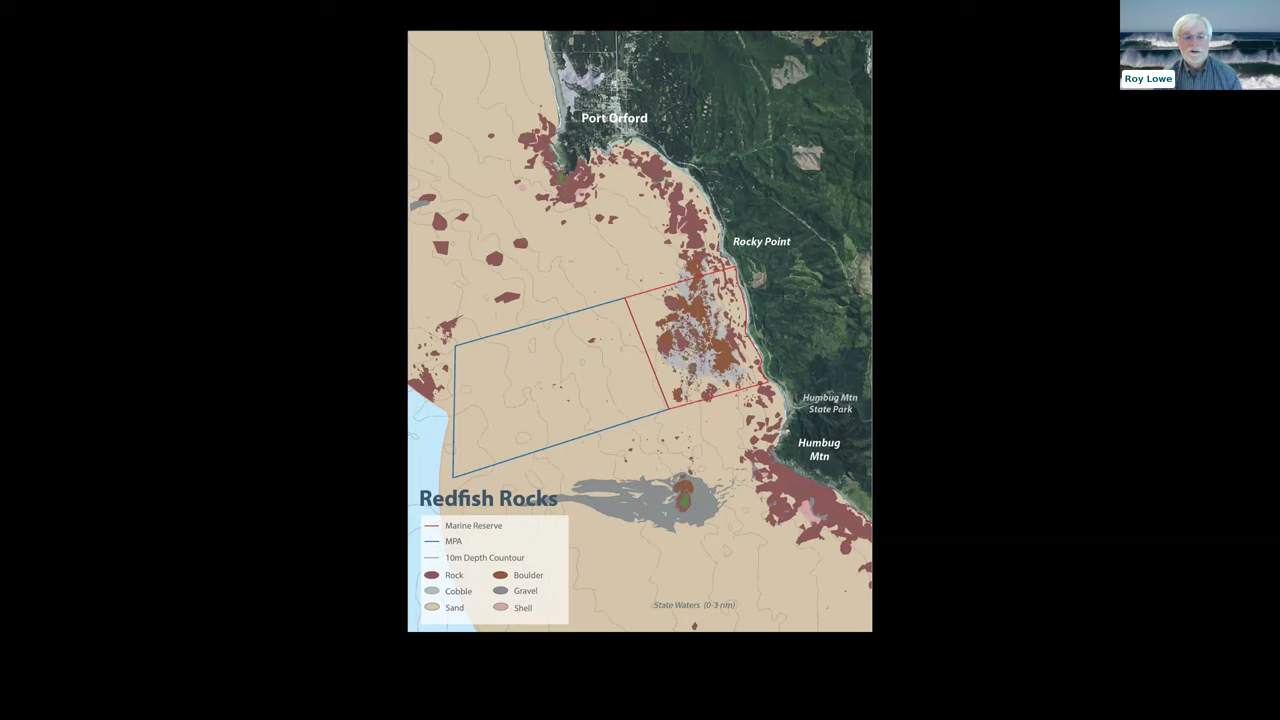 Roy Lowe
Port Orford
Rocky Point
Humbug Mtn
State Park
Humbug
Mtn
Redfish Rocks
Marine Reserve
MPA
10m Depth Countour
Rock
Boulder
Cobble
Gravel
Sand
Shell
State Waters (0-3 nm)